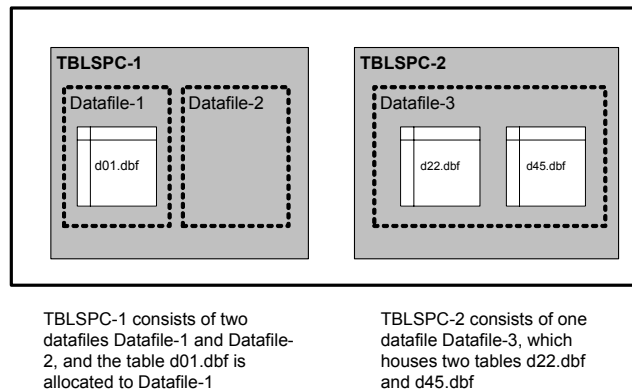 TBLSPC-1
Datafile-1
Datafile-2
d01.dbf
TBLSPC-2
Datafile-3
d22.dbf
d45.dbf
TBLSPC-1 consists of two
datafiles Datafile-1 and Datafile-
2, and the table d01.dbf is
allocated to Datafile-1
TBLSPC-2 consists of one
datafile Datafile-3, which
houses two tables d22.dbf
and d45.dbf